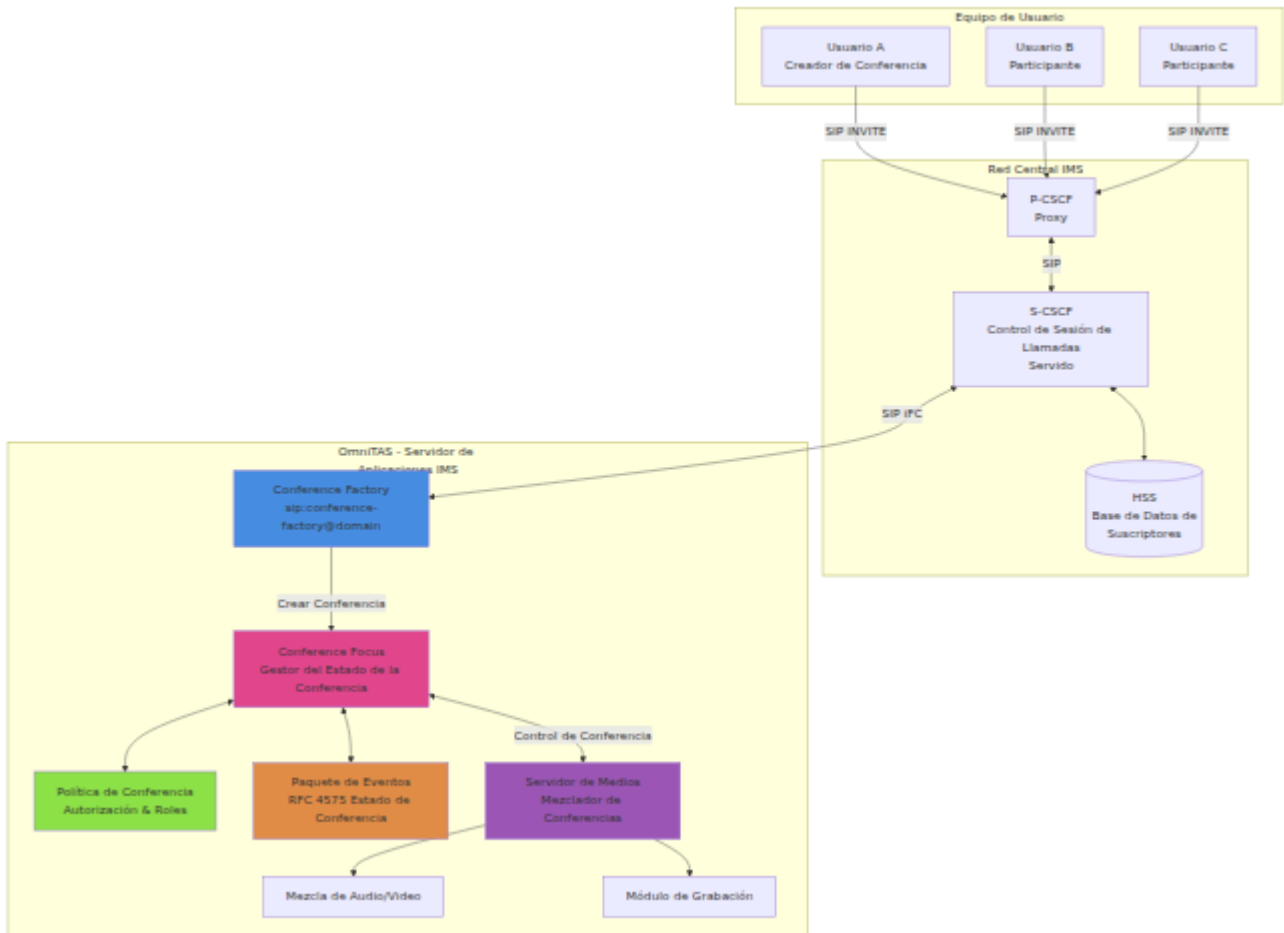 Equipo de Usuario
Usuario A
Creador de Conferencia
Usuario B
Participante
Usuario C
Participante
SIP INVITE
SIP INVITE
SIP INVITE
Red Central IMS
P-CSCF
Proxy
SIP
S-CSCF
Control de Sesión de
Llamadas
Servido
SIP iFC
HSS
Base de Datos de
Suscriptores
OmniTAS - Servidor de
Aplicaciones IMS
Conference Factory
sip:conference-
factory@domain
Crear Conferencia
Conference Focus
Gestor del Estado de la
Conferencia
Control de Conferencia
Política de Conferencia
Autorización & Roles
Paquete de Eventos
RFC 4575 Estado de
Conferencia
Servidor de Medios
Mezclador de
Conferencias
Mezcla de Audio/Video
Módulo de Grabación